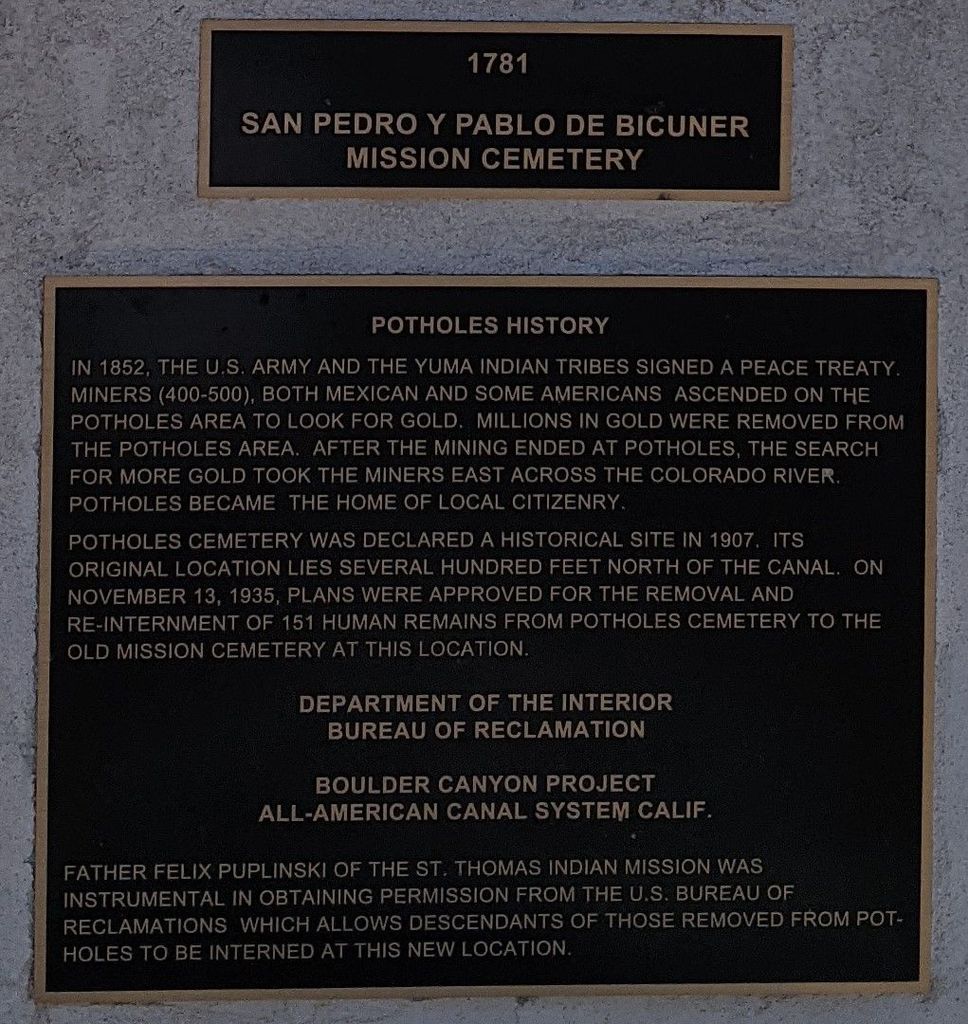 1781
SAN PEDRO Y PABLO DE BICUNER
MISSION CEMETERY
POTHOLES HISTORY
IN 1852, THE U.S. ARMY AND THE YUMA INDIAN TRIBES SIGNED A PEACE TREATY.
MINERS (400-500), BOTH MEXICAN AND SOME AMERICANS  ASCENDED ON THE
POTHOLES AREA TO LOOK FOR GOLD.  MILLIONS IN GOLD WERE REMOVED FROM
THE POTHOLES AREA.  AFTER THE MINING ENDED AT POTHOLES, THE SEARCH
FOR MORE GOLD TOOK THE MINERS EAST ACROSS THE COLORADO RIVER.
POTHOLES BECAME  THE HOME OF LOCAL CITIZENRY.
POTHOLES CEMETERY WAS DECLARED A HISTORICAL SITE IN 1907.  ITS
ORIGINAL LOCATION LIES SEVERAL HUNDRED FEET NORTH OF THE CANAL.  ON
NOVEMBER 13, 1935, PLANS WERE APPROVED FOR THE REMOVAL AND
RE-INTERNMENT OF 151 HUMAN REMAINS FROM POTHOLES CEMETERY TO THE
OLD MISSION CEMETERY AT THIS LOCATION.
DEPARTMENT OF THE INTERIOR
BUREAU OF RECLAMATION
BOULDER CANYON PROJECT
ALL-AMERICAN CANAL SYSTEM CALIF.
FATHER FELIX PUPLINSKI OF THE ST. THOMAS INDIAN MISSION WAS
INSTRUMENTAL IN OBTAINING PERMISSION FROM THE U.S. BUREAU OF
RECLAMATIONS  WHICH ALLOWS DESCENDANTS OF THOSE REMOVED FROM POT-
HOLES TO BE INTERNED AT THIS NEW LOCATION.